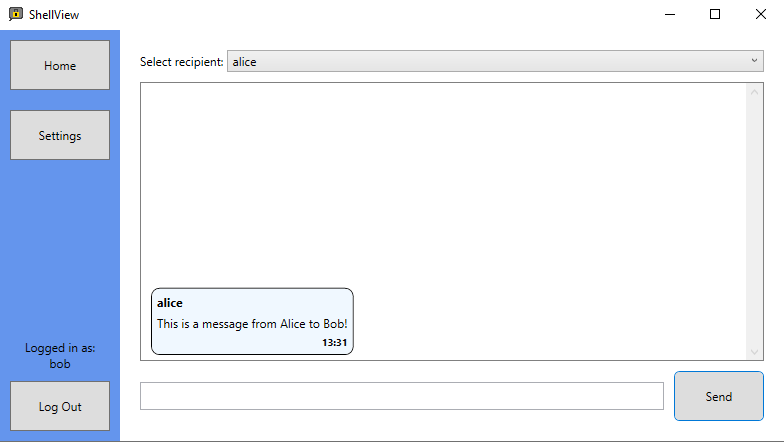 ShellView
Home
Settings
Logged in as:
bob
Log Out
Select recipient: alice
alice
This is a message from Alice to Bob!
13:31
Send